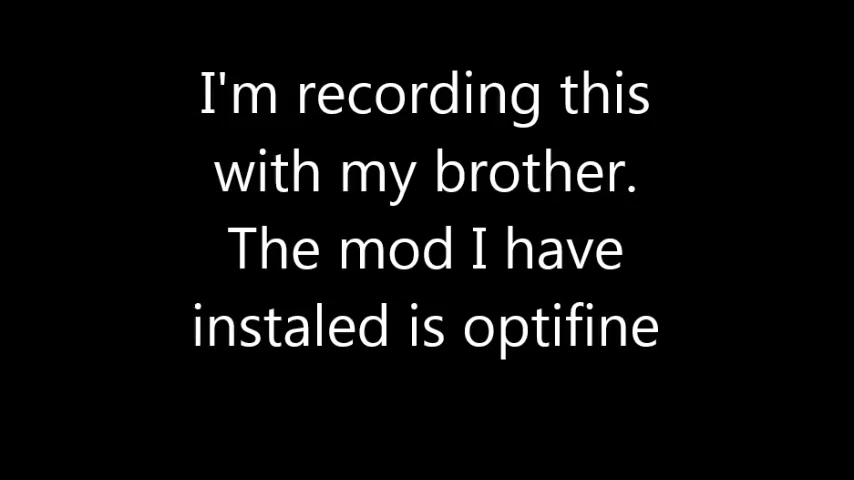 I'm recording this
with my brother.
The mod I have
instaled is optifine